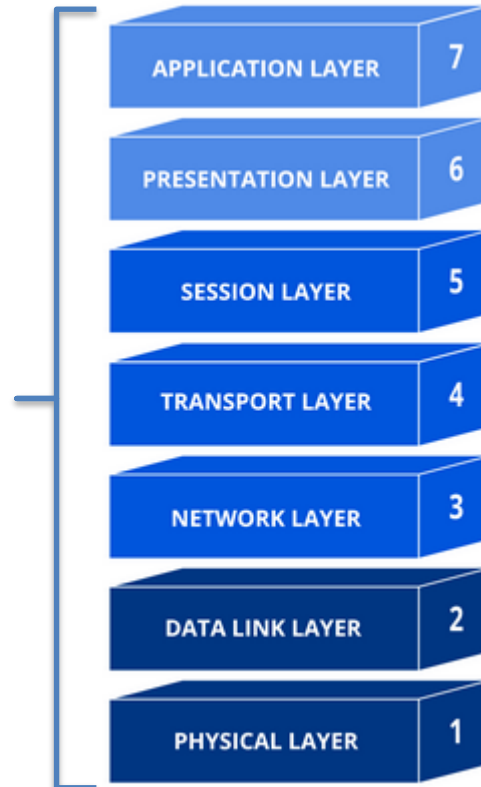 APPLICATION LAYER 7
PRESENTATION LAYER 6
SESSION LAYER 5
TRANSPORT LAYER 4
NETWORK LAYER 3
DATA LINK LAYER 2
PHYSICAL LAYER 1